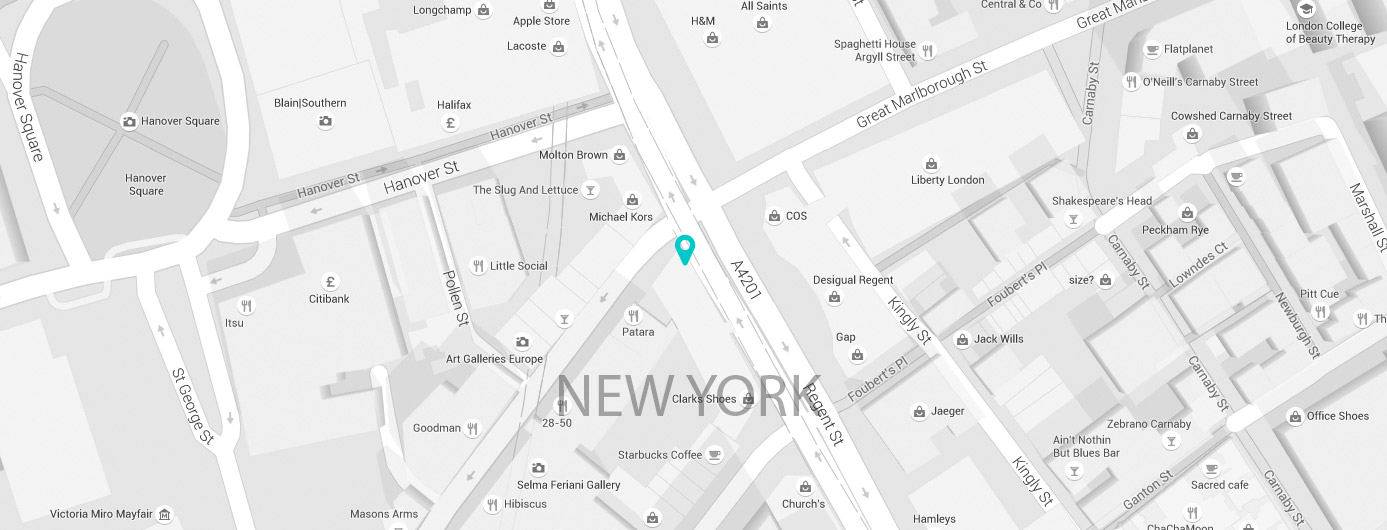 Longchamp
Apple Store
Lacoste
H&M
All Saints
Spaghetti House
Argyll Street
Central & Co
Great Marl
London College
of Beauty Therapy
Flatplanet
O'Neill's Carnaby Street
Cowshed Carnaby Street
Carnaby St
Great Marlborough St
Hanover Square
Hanover Square
Hanover
Square
Blain|Southern
Halifax
Hanover St
Hanover St
Hanover St
Molton Brown
The Slug And Lettuce
Michael Kors
Liberty London
COS
Shakespeare's Head
Peckham Rye
Marshall St
Lowndes Ct
Carnaby St
size?
Foubert's Pl
Desigual Regent
A4201
Little Social
Pollen St
Citibank
Itsu
Patara
Art Galleries Europe
Gap
Kingly St
Jack Wills
Pitt Cue
Th
Newburgh St
Carnaby St
Foubert's Pl
St George St
NEW YORK
Clarks Shoes
Regent St
Jaeger
28-50
Goodman
Office Shoes
Zebrano Carnaby
Ain't Nothin
But Blues Bar
Starbucks Coffee
Selma Feriani Gallery
Hibiscus
Church's
Kingly St
Sacred cafe
Ganton St
Carnaby St
Victoria Miro Mayfair
Masons Arms
Hamleys
ChaChaMoon